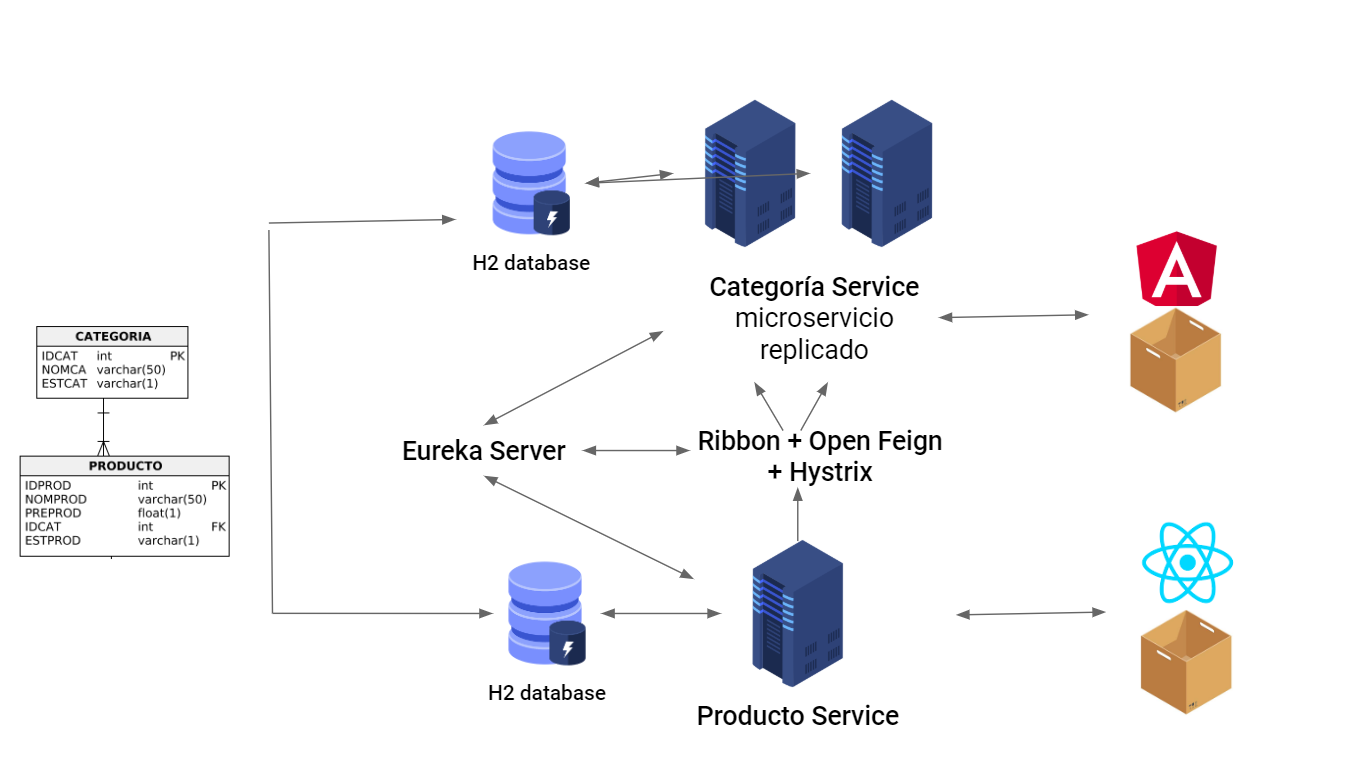 H2 database
Categoría Service
microservicio
replicado
CATEGORIA
IDCAT int PK
NOMCA varchar(50)
ESTCAT varchar(1)
PRODUCTO
IDPROD int PK
NOMPROD varchar(50)
PREPROD float(1)
IDCAT int FK
ESTPROD varchar(1)
Eureka Server
Ribbon + Open Feign
+ Hystrix
H2 database
Producto Service